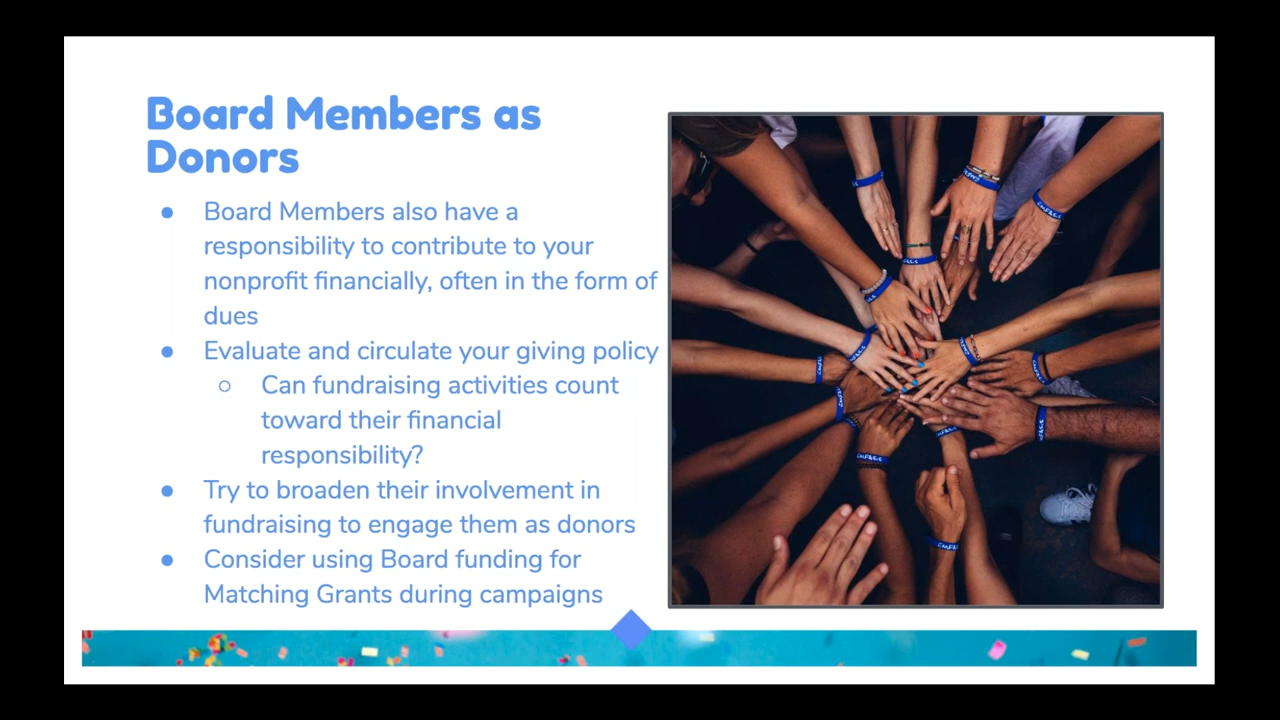 Board Members as
Donors
● Board Members also have a
responsibility to contribute to your
nonprofit financially, often in the form of
dues
● Evaluate and circulate your giving policy
○ Can fundraising activities count
toward their financial
responsibility?
● Try to broaden their involvement in
fundraising to engage them as donors
● Consider using Board funding for
Matching Grants during campaigns